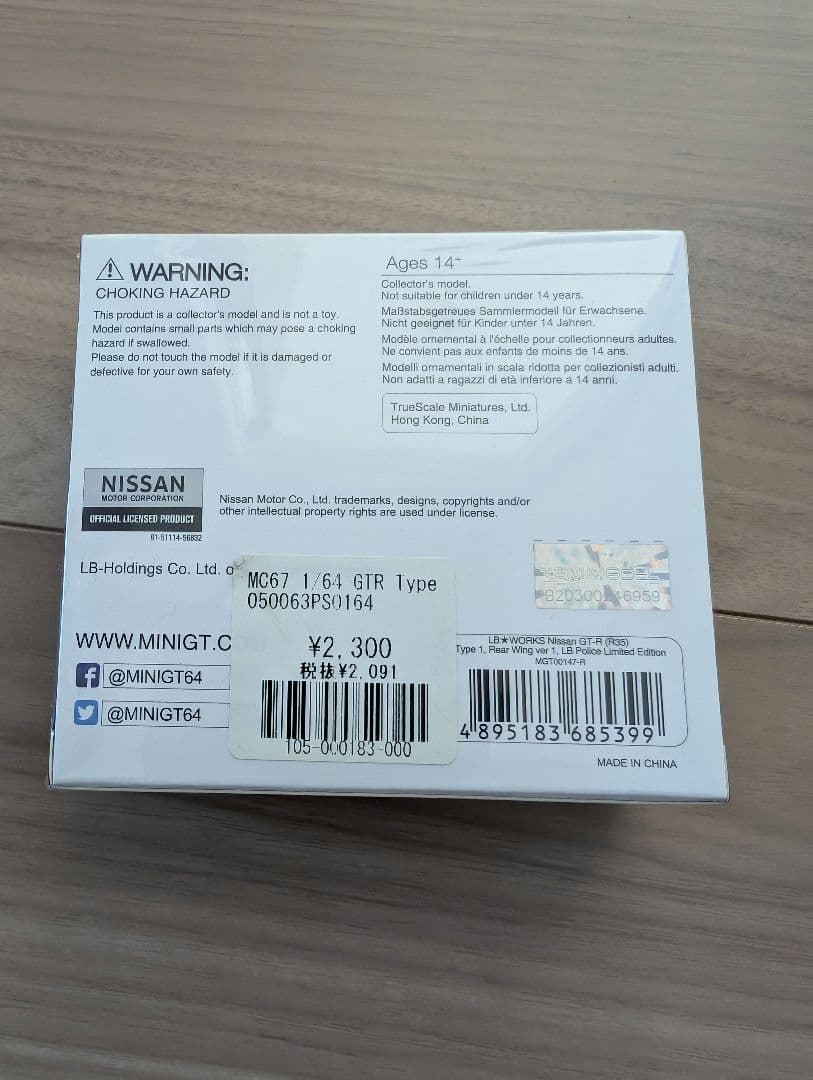 WARNING:
CHOKING HAZARD
This product is a collector's model and is not a toy.
Model contains small parts which may pose a choking
hazard if swallowed.
Please do not touch the model if it is damaged or
defective for your own safety.
Ages 14+
Collector's model.
Not suitable for children under 14 years.
Maßstabsgetreues Sammlermodell für Erwachsene.
Nicht geeignet für Kinder unter 14 Jahren.
Modèle ornemental à l'échelle pour collectionneurs adultes.
Ne convient pas aux enfants de moins de 14 ans.
Modelli ornamentali in scala ridotta per collezionisti adulti.
Non adatti a ragazzi di età inferiore a 14 anni.
TrueScale Miniatures, Ltd.
Hong Kong, China
NISSAN
MOTOR CORPORATION
OFFICIAL LICENSED PRODUCT
Nissan Motor Co., Ltd. trademarks, designs, copyrights and/or
other intellectual property rights are used under license.
LB-Holdings Co. Ltd.
WWW.MINIGT.C
@MINIGT64
@MINIGT64
MC67 1/64 GTR Type
050063PS0164
¥2,300
税抜¥2,091
105-000183-000
LB★WORKS Nissan GT-R (R35)
Type 1, Rear Wing ver 1, LB Police Limited Edition
MGT00147-R
4895183685399
MADE IN CHINA